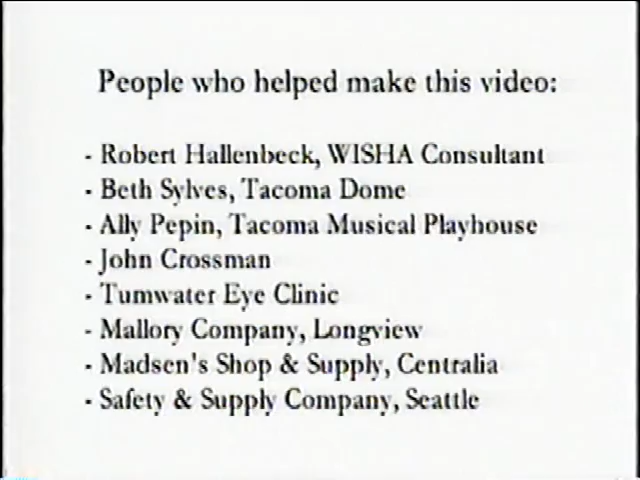 People who helped make this video:
- Robert Hallenbeck, WISHA Consultant
- Beth Sylves, Tacoma Dome
- Ally Pepin, Tacoma Musical Playhouse
- John Crossman
- Tumwater Eye Clinic
- Mallory Company, Longview
- Madsen's Shop & Supply, Centralia
- Safety & Supply Company, Seattle